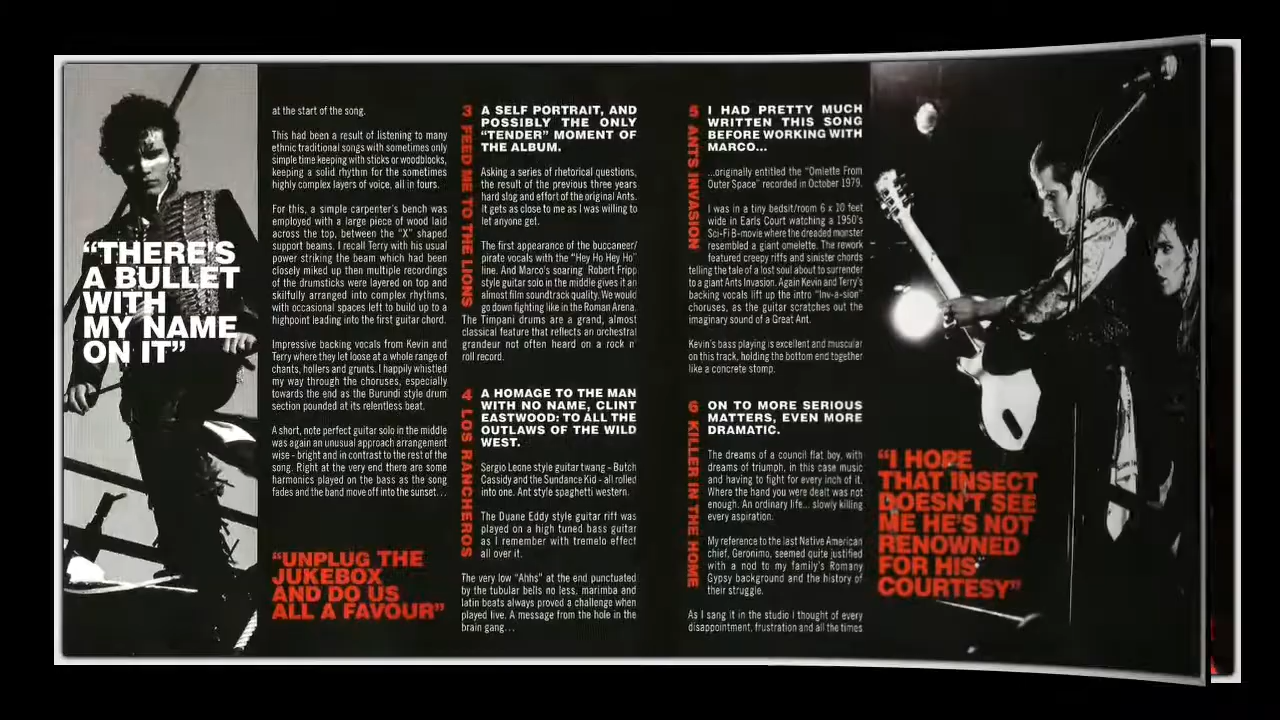 “THERE’S
A BULLET
WITH
MY NAME
ON IT”
at the start of the song.
This had been a result of listening to many
ethnic traditional songs with sometimes only
simple time keeping with sticks or woodblocks,
keeping a solid rhythm for the sometimes
highly complex layers of voice, all in fours.
For this, a simple carpenter’s bench was
employed with a large piece of wood laid
across the top, between the “X” shaped
support beams. I recall Terry with his usual
power striking the beam which had been
closely miked up then multiple recordings
of the drumsticks were layered on top and
skilfully arranged into complex rhythms,
with occasional spaces left to build up to a
highpoint leading into the first guitar chord.
Impressive backing vocals from Kevin and
Terry where they let loose at a whole range of
chants, hollers and grunts. I happily whistled
my way through the choruses, especially
towards the end as the Burundi style drum
section pounded at its relentless beat.
A short, note perfect guitar solo in the middle
was again an unusual approach arrangement
wise - bright and in contrast to the rest of the
song. Right at the very end there are some
harmonics played on the bass as the song
fades and the band move off into the sunset...
“UNPLUG THE
JUKEBOX
AND DO US
ALL A FAVOUR”
3 FEED ME TO THE LIONS
A SELF PORTRAIT, AND
POSSIBLY THE ONLY
“TENDER” MOMENT OF
THE ALBUM.
Asking a series of rhetorical questions,
the result of the previous three years
hard slog and effort of the original Ants.
It gets as close to me as I was willing to
let anyone get.
The first appearance of the buccaneer/
pirate vocals with the “Hey Ho Hey Ho”
line. And Marco’s soaring Robert Fripp
style guitar solo in the middle gives it an
almost film soundtrack quality. We would
go down fighting like in the Roman Arena.
The Timpani drums are a grand, almost
classical feature that reflects an orchestral
grandeur not often heard on a rock n’
roll record.
4 LOS RANCHEROS
A HOMAGE TO THE MAN
WITH NO NAME, CLINT
EASTWOOD: TO ALL THE
OUTLAWS OF THE WILD
WEST.
Sergio Leone style guitar twang - Butch
Cassidy and the Sundance Kid - all rolled
into one. Ant style spaghetti western.
The Duane Eddy style guitar riff was
played on a high tuned bass guitar
as I remember with tremelo effect
all over it.
The very low “Ahhs” at the end punctuated
by the tubular bells no less, marimba and
latin beats always proved a challenge when
played live. A message from the hole in the
brain gang...
5 ANTS INVASION
I HAD PRETTY MUCH
WRITTEN THIS SONG
BEFORE WORKING WITH
MARCO...
...originally entitled the “Omlette From
Outer Space” recorded in October 1979.
I was in a tiny bedsit/room 6 x 10 feet
wide in Earls Court watching a 1950’s
Sci-Fi B-movie where the dreaded monster
resembled a giant omelette. The rework
featured creepy riffs and sinister chords
telling the tale of a lost soul about to surrender
to a giant Ants Invasion. Again Kevin and Terry’s
backing vocals lift up the intro “Inv-a-sion”
choruses, as the guitar scratches out the
imaginary sound of a Great Ant.
Kevin’s bass playing is excellent and muscular
on this track, holding the bottom end together
like a concrete stomp.
6 KILLER IN THE HOME
ON TO MORE SERIOUS
MATTERS, EVEN MORE
DRAMATIC.
The dreams of a council flat boy, with
dreams of triumph, in this case music
and having to fight for every inch of it.
Where the hand you were dealt was not
enough. An ordinary life... slowly killing
every aspiration.
My reference to the last Native American
chief, Geronimo, seemed quite justified
with a nod to my family’s Romany
Gypsy background and the history of
their struggle.
As I sang it in the studio I thought of every
disappointment, frustration and all the times
“I HOPE
THAT INSECT
DOESN’T SEE
ME HE’S NOT
RENOWNED
FOR HIS
COURTESY”